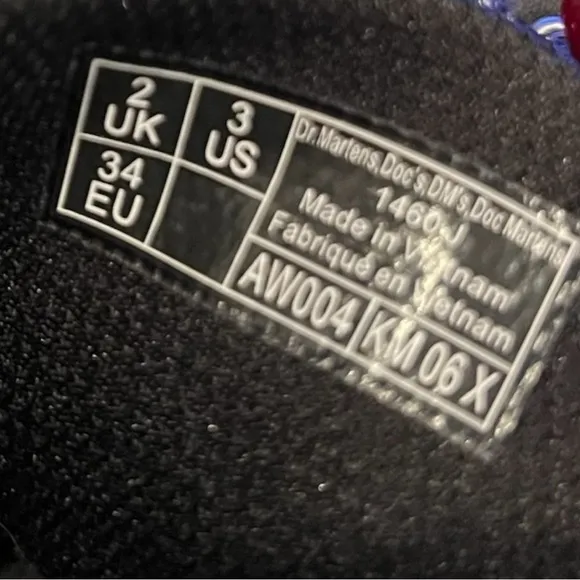 2
UK
3
US
34
EU
Dr.Martens,Doc's,DM's,Doc Martens
1460 J
Made in Vietnam
Fabriqué en Vietnam
AW004
KM 06 X